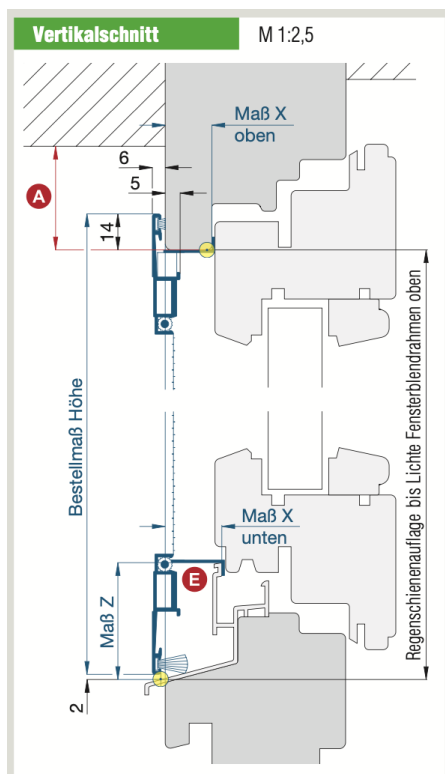 Vertikalschnitt
M 1:2,5
Maß X
oben
6
A
5
14
Bestellmaß Höhe
Regenschienenauflage bis Lichte Fensterblendrahmen oben
Maß X
unten
E
Maß Z
2